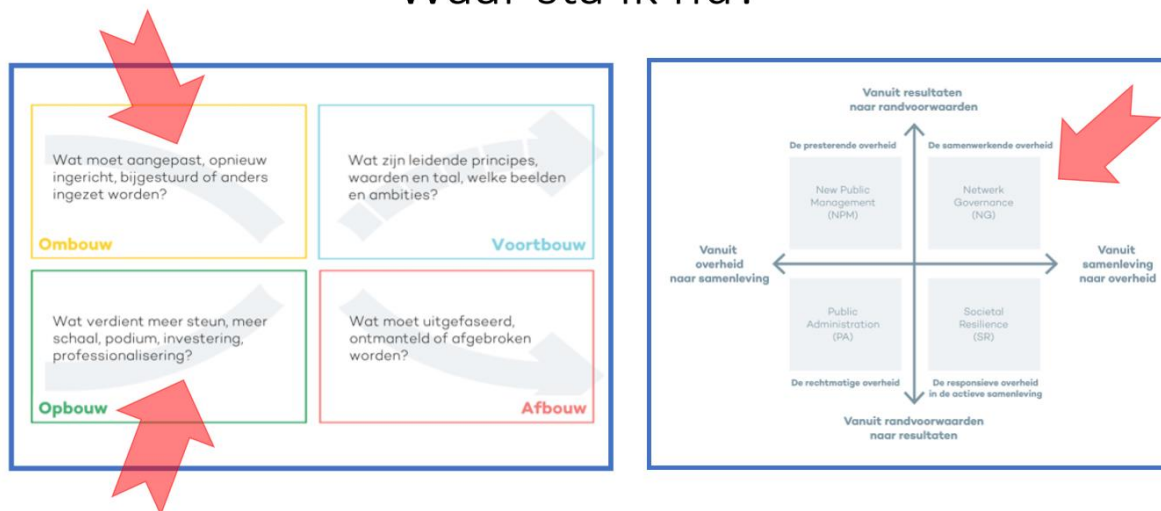 Waar sta ik nu?
Wat moet aangepast, opnieuw
ingericht, bijgestuurd of anders
ingezet worden?
Ombouw
Wat zijn leidende principes,
waarden en taal, welke beelden
en ambities?
Voortbouw
Wat verdient meer steun, meer
schaal, podium, investering,
professionalisering?
Opbouw
Wat moet uitgefaseerd,
ontmanteld of afgebroken
worden?
Afbouw
Vanuit resultaten
naar randvoorwaarden
De presterende overheid
De samenwerkende overheid
New Public
Management
(NPM)
Netwerk
Governance
(NG)
Vanuit
overheid
naar samenleving
Vanuit
samenleving
naar overheid
Public
Administration
(PA)
Societal
Resilience
(SR)
De rechtmatige overheid
De responsieve overheid
in de actieve samenleving
Vanuit randvoorwaarden
naar resultaten